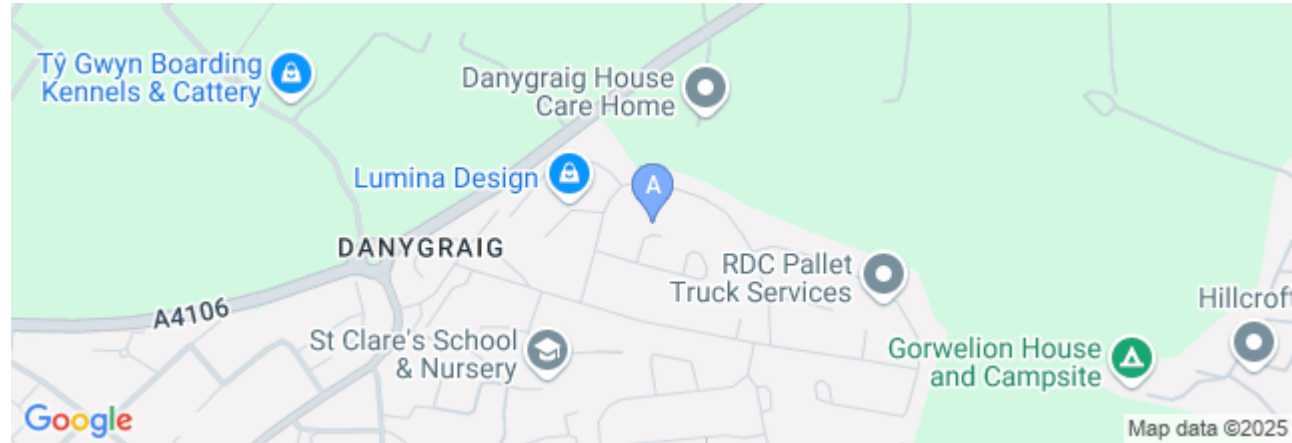 Tŷ Gwyn Boarding
Kennels & Cattery
Danygraig House
Care Home
Lumina Design
A
DANYGRAIG
RDC Pallet
Truck Services
A4106
Hillcroft
St Clare's School
& Nursery
Gorwelion House
and Campsite
Google
Map data ©2025